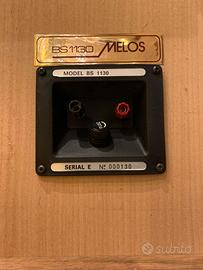 BS 1130 MELOS
MODEL BS 1130
SERIAL E Nº 000130
subito